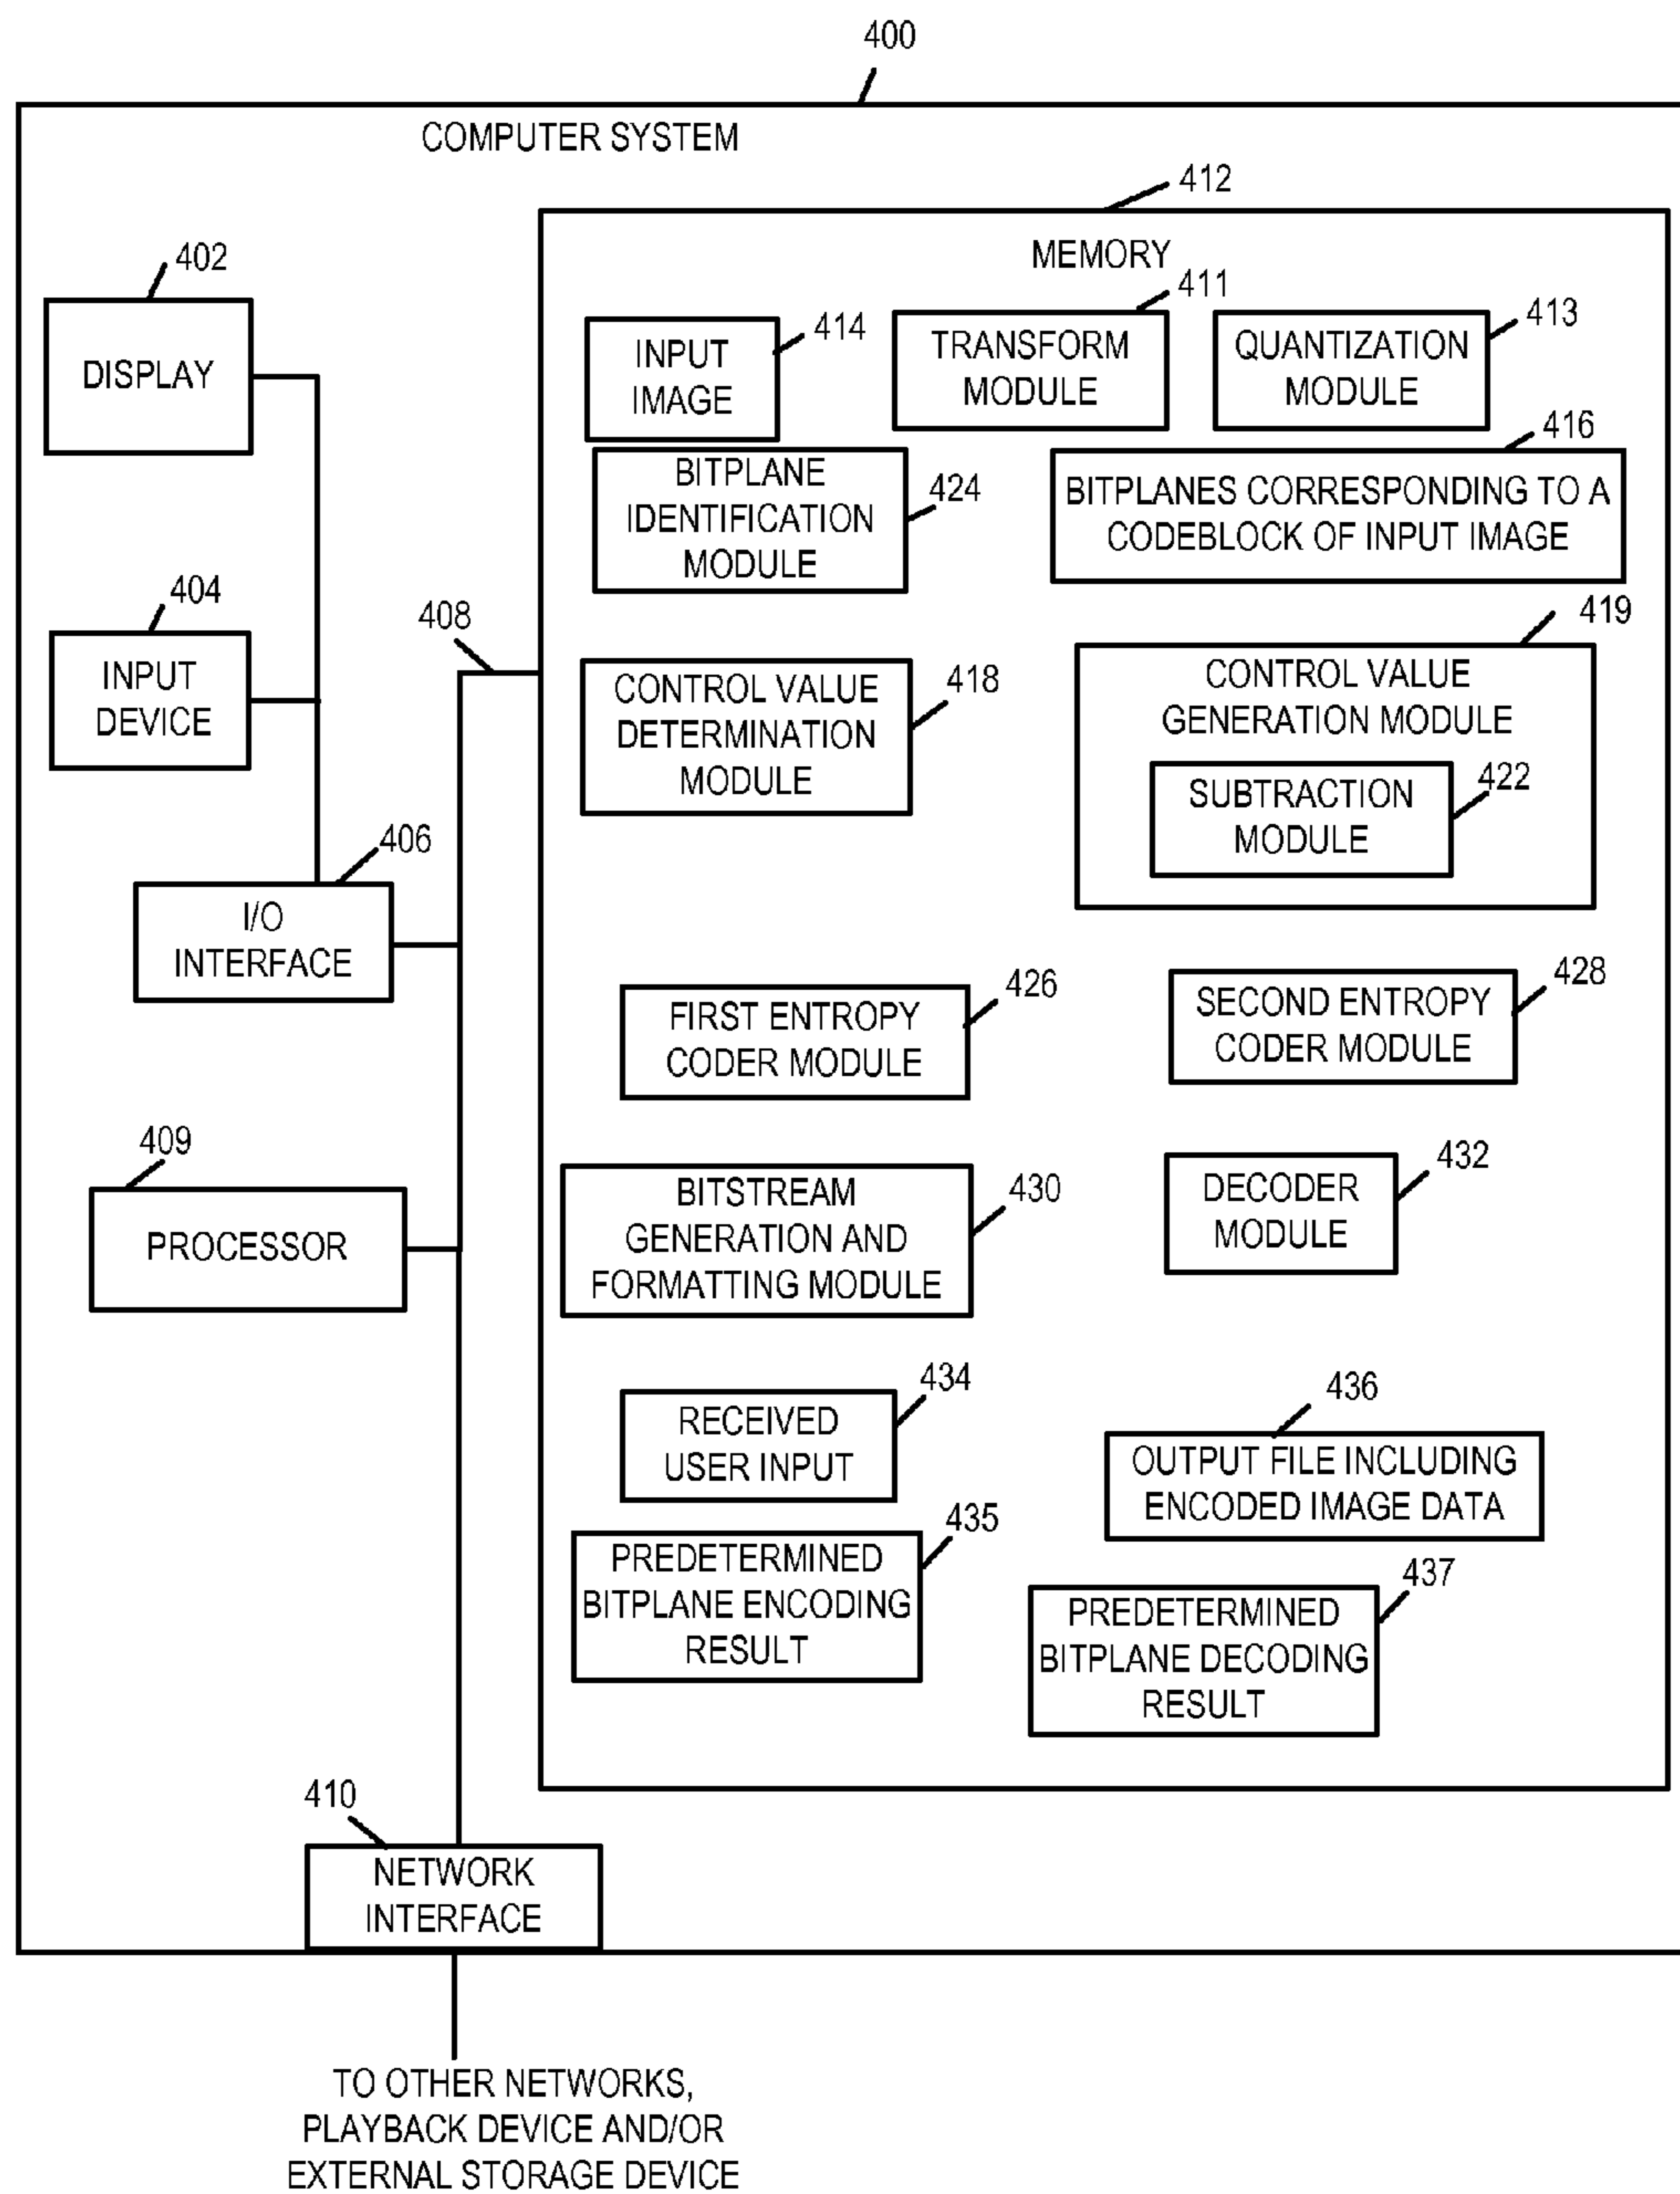 400
COMPUTER SYSTEM
412
MEMORY
402
DISPLAY
404
INPUT
DEVICE
406
I/O
INTERFACE
408
409
PROCESSOR
414
INPUT
IMAGE
411
TRANSFORM
MODULE
413
QUANTIZATION
MODULE
424
BITPLANE
IDENTIFICATION
MODULE
416
BITPLANES CORRESPONDING TO A
CODEBLOCK OF INPUT IMAGE
418
CONTROL VALUE
DETERMINATION
MODULE
419
CONTROL VALUE
GENERATION MODULE
422
SUBTRACTION
MODULE
426
FIRST ENTROPY
CODER MODULE
428
SECOND ENTROPY
CODER MODULE
430
BITSTREAM
GENERATION AND
FORMATTING MODULE
432
DECODER
MODULE
434
RECEIVED
USER INPUT
436
OUTPUT FILE INCLUDING
ENCODED IMAGE DATA
435
PREDETERMINED
BITPLANE ENCODING
RESULT
437
PREDETERMINED
BITPLANE DECODING
RESULT
410
NETWORK
INTERFACE
TO OTHER NETWORKS,
PLAYBACK DEVICE AND/OR
EXTERNAL STORAGE DEVICE